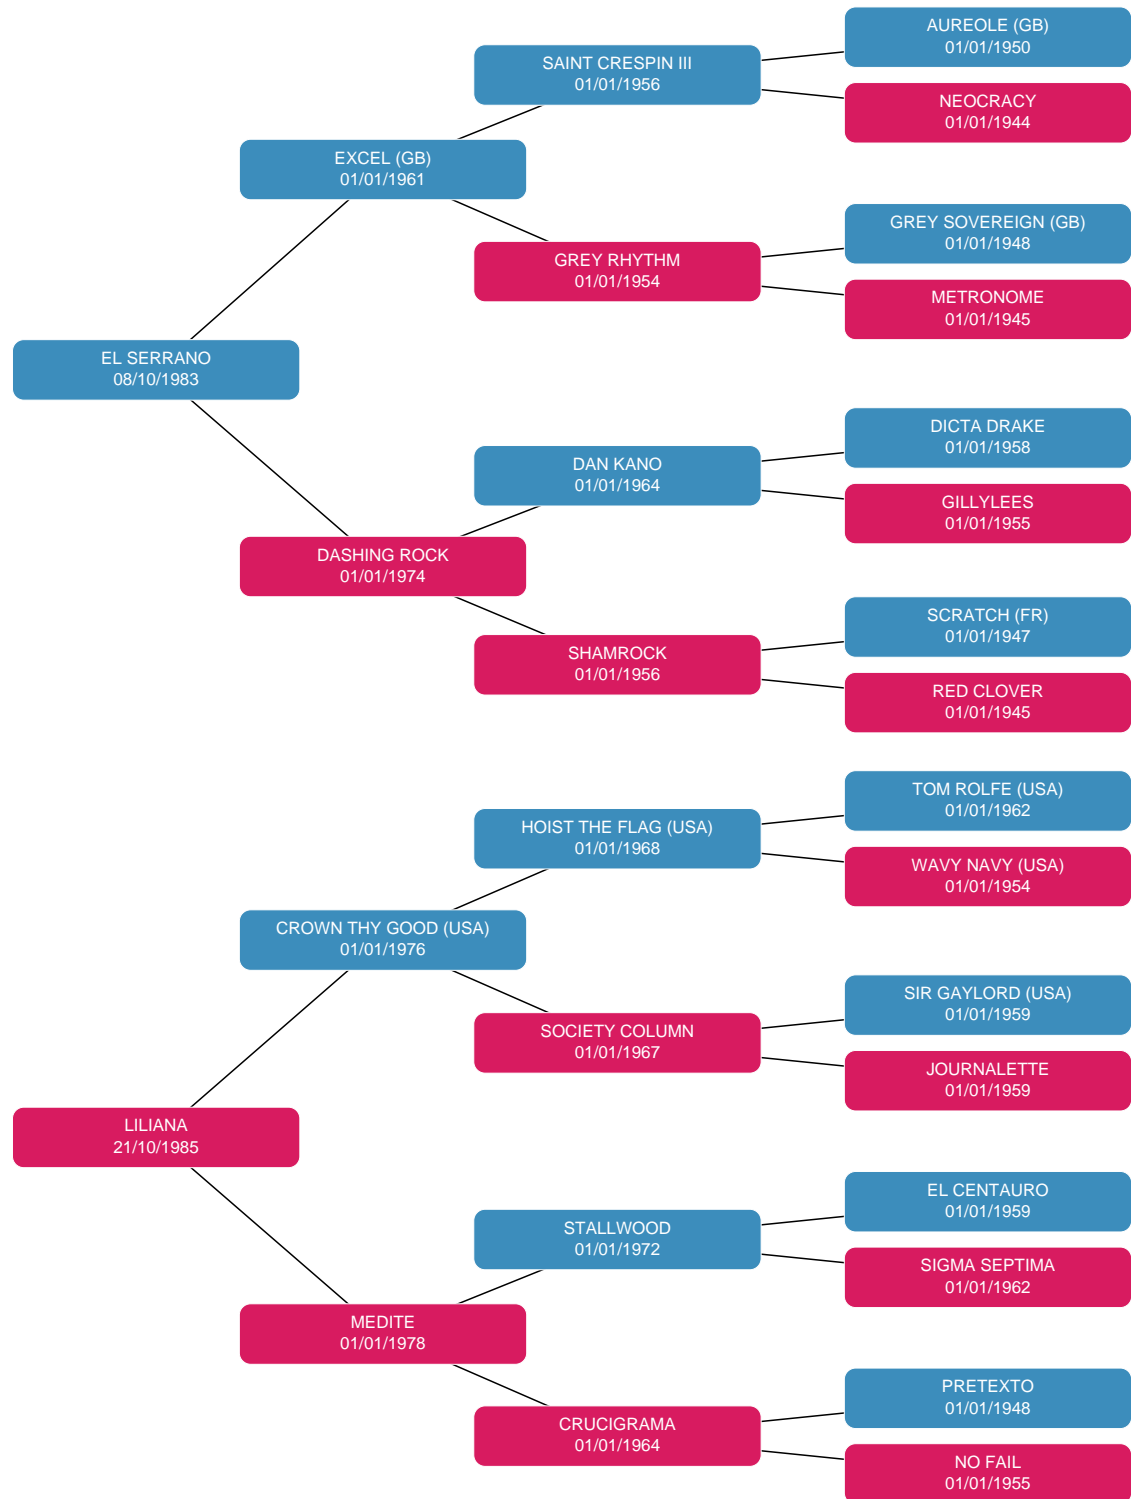 AUREOLE (GB)
01/01/1950
SAINT CRESPIN III
01/01/1956
NEOCRACY
01/01/1944
EXCEL (GB)
01/01/1961
GREY SOVEREIGN (GB)
01/01/1948
GREY RHYTHM
01/01/1954
METRONOME
01/01/1945
EL SERRANO
08/10/1983
DICTA DRAKE
01/01/1958
DAN KANO
01/01/1964
GILLYLEES
01/01/1955
DASHING ROCK
01/01/1974
SCRATCH (FR)
01/01/1947
SHAMROCK
01/01/1956
RED CLOVER
01/01/1945
TOM ROLFE (USA)
01/01/1962
HOIST THE FLAG (USA)
01/01/1968
WAVY NAVY (USA)
01/01/1954
CROWN THY GOOD (USA)
01/01/1976
SIR GAYLORD (USA)
01/01/1959
SOCIETY COLUMN
01/01/1967
JOURNALETTE
01/01/1959
LILIANA
21/10/1985
EL CENTAURO
01/01/1959
STALLWOOD
01/01/1972
SIGMA SEPTIMA
01/01/1962
MEDITE
01/01/1978
PRETEXTO
01/01/1948
CRUCIGRAMA
01/01/1964
NO FAIL
01/01/1955